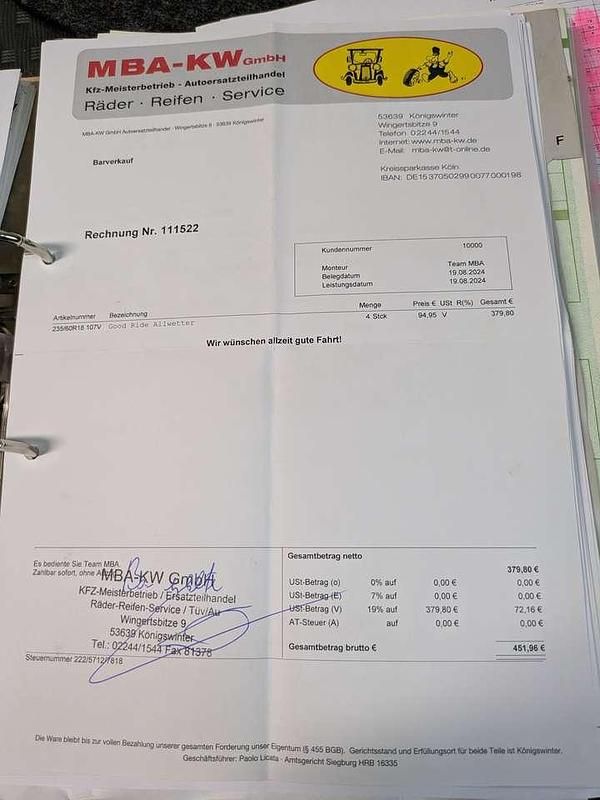 MBA-KW GmbH
Kfz-Meisterbetrieb - Autoersatzteilhandel
Räder · Reifen · Service
MBA-KW GmbH Autoersatzteilhandel · Wingertsbitze 9 · 53639 Königswinter
53639 Königswinter
Wingertsbitze 9
Telefon 02244/1544
Internet: www.mba-kw.de
E-Mail: mba-kw@t-online.de
Kreissparkasse Köln
IBAN: DE15 3705 0299 0077 0001 98
F
Barverkauf
Rechnung Nr. 111522
Kundennummer 10000
Monteur Team MBA
Belegdatum 19.08.2024
Leistungsdatum 19.08.2024
Artikelnummer Bezeichnung Menge Preis € USt R(%) Gesamt €
235/60R18 107V Good Ride Allwetter 4 Stck 94,95 V 379,80
Wir wünschen allzeit gute Fahrt!
Es bediente Sie Team MBA.
Zahlbar sofort, ohne
MBA-KW GmbH
KFZ-Meisterbetrieb / Ersatzteilhandel
Räder-Reifen-Service / Tüv/Au
Wingertsbitze 9
53639 Königswinter
Tel.: 02244/1544 Fax 81378
Steuernummer 222/5712/7818
Gesamtbetrag netto 379,80 €
USt-Betrag (o) 0% auf 0,00 € 0,00 €
USt-Betrag (E) 7% auf 0,00 € 0,00 €
USt-Betrag (V) 19% auf 379,80 € 72,16 €
AT-Steuer (A) auf 0,00 € 0,00 €
Gesamtbetrag brutto € 451,96 €
Die Ware bleibt bis zur vollen Bezahlung unserer gesamten Forderung unser Eigentum (§ 455 BGB). Gerichtsstand und Erfüllungsort für beide Teile ist Königswinter.
Geschäftsführer: Paolo Licata - Amtsgericht Siegburg HRB 16335